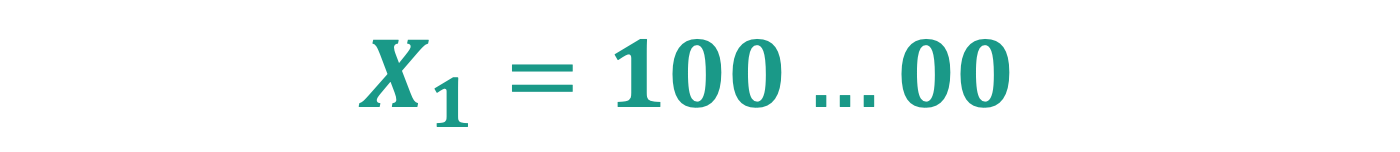 X₁ = 100 ... 00